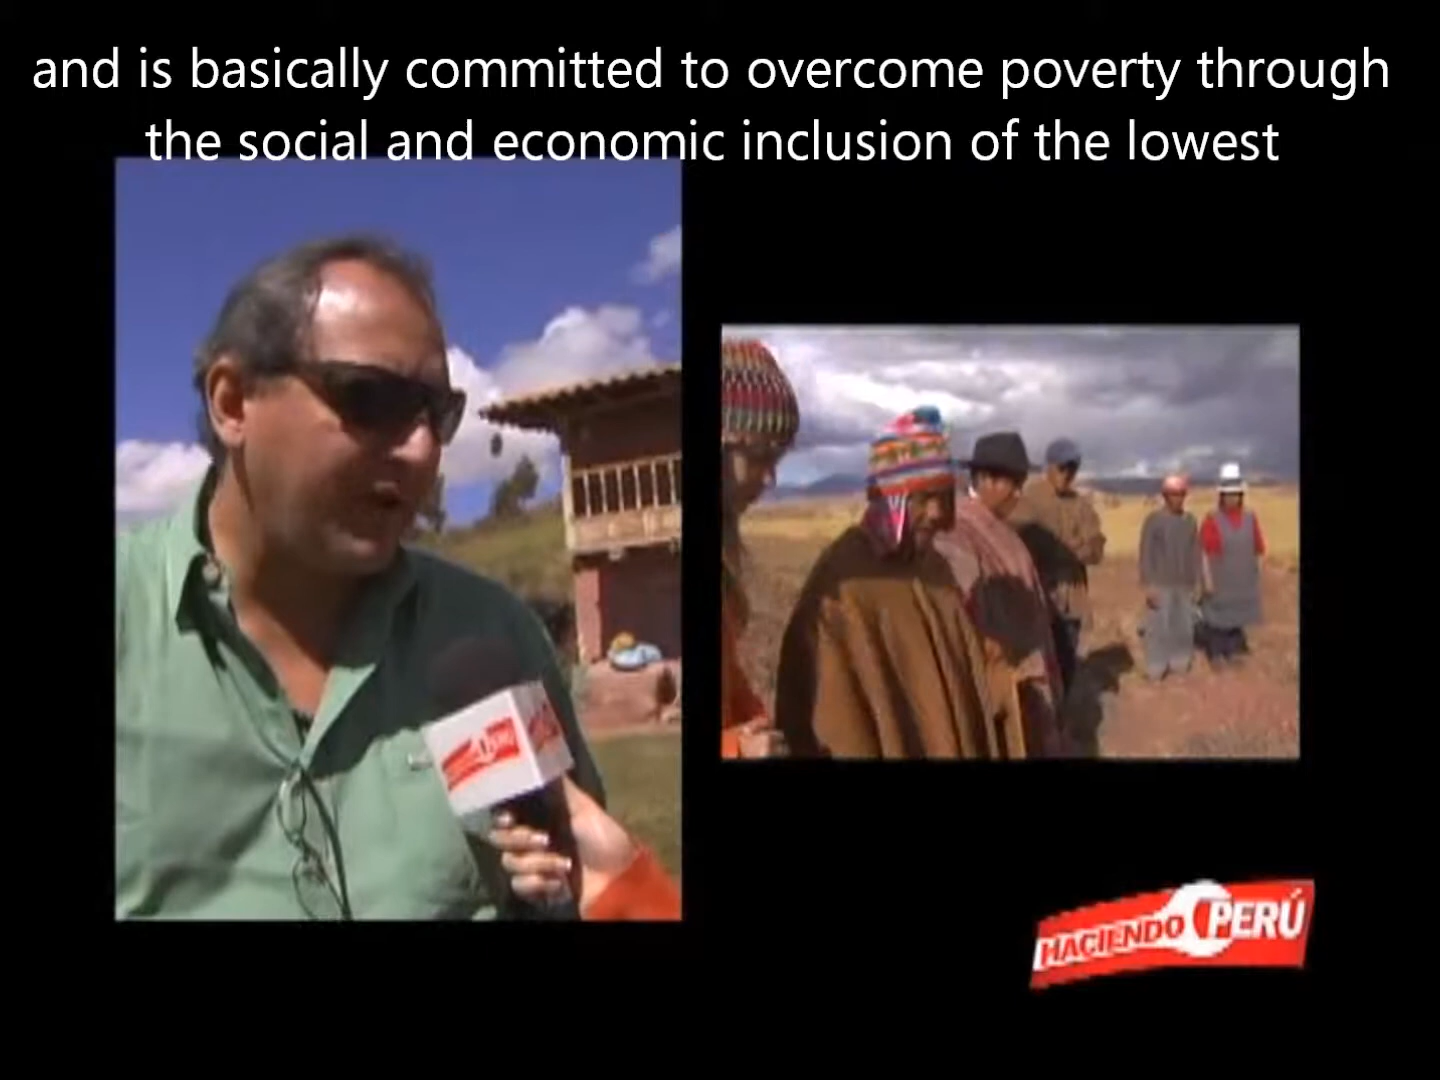 and is basically committed to overcome poverty through
the social and economic inclusion of the lowest
HACIENDO PERÚ